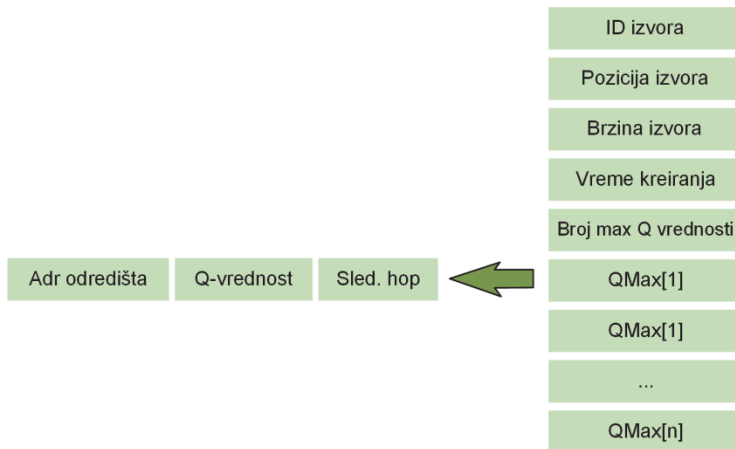 ID izvora
Pozicija izvora
Brzina izvora
Vreme kreiranja
Broj max Q vrednosti
Adr odredišta Q-vrednost Sled. hop QMax[1]
QMax[1]
...
QMax[n]